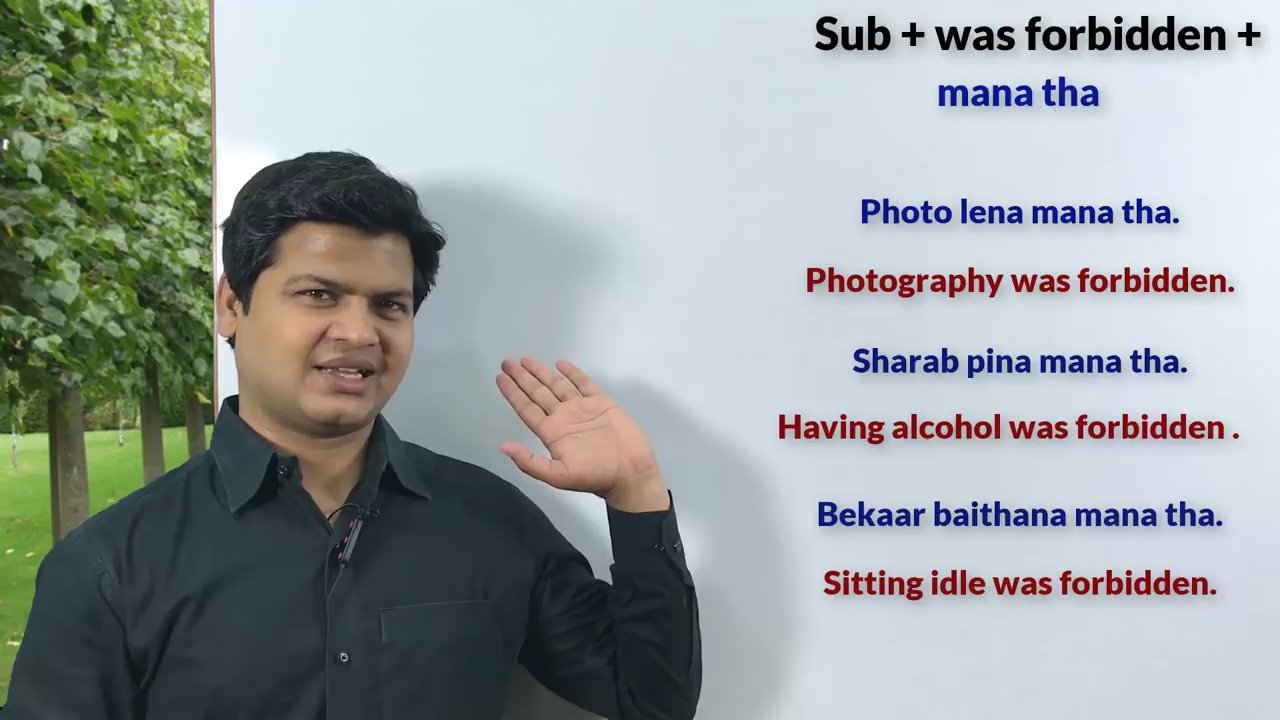 Sub + was forbidden +
mana tha
Photo lena mana tha.
Photography was forbidden.
Sharab pina mana tha.
Having alcohol was forbidden .
Bekaar baithana mana tha.
Sitting idle was forbidden.